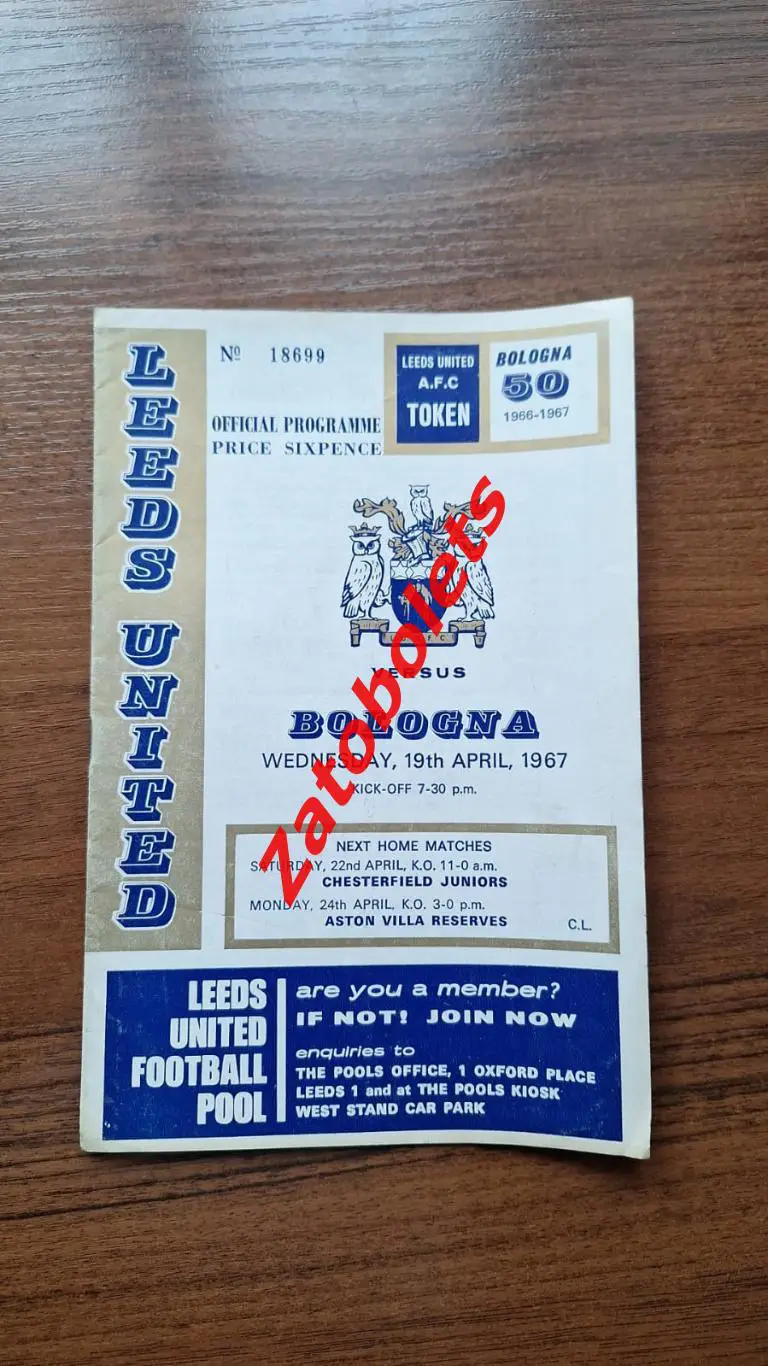 LEEDS UNITED
No 18699
OFFICIAL PROGRAMME
PRICE SIXPENCE
LEEDS UNITED
A.F.C
TOKEN
BOLOGNA
50
1966-1967
VERSUS
BOLOGNA
WEDNESDAY, 19th APRIL, 1967
KICK-OFF 7-30 p.m.
NEXT HOME MATCHES
SATURDAY, 22nd APRIL, K.O. 11-0 a.m.
CHESTERFIELD JUNIORS
MONDAY, 24th APRIL, K.O. 3-0 p.m.
ASTON VILLA RESERVES C.L.
LEEDS
UNITED
FOOTBALL
POOL
are you a member?
IF NOT! JOIN NOW
enquiries to
THE POOLS OFFICE, 1 OXFORD PLACE
LEEDS 1 and at THE POOLS KIOSK
WEST STAND CAR PARK
Zatobolets